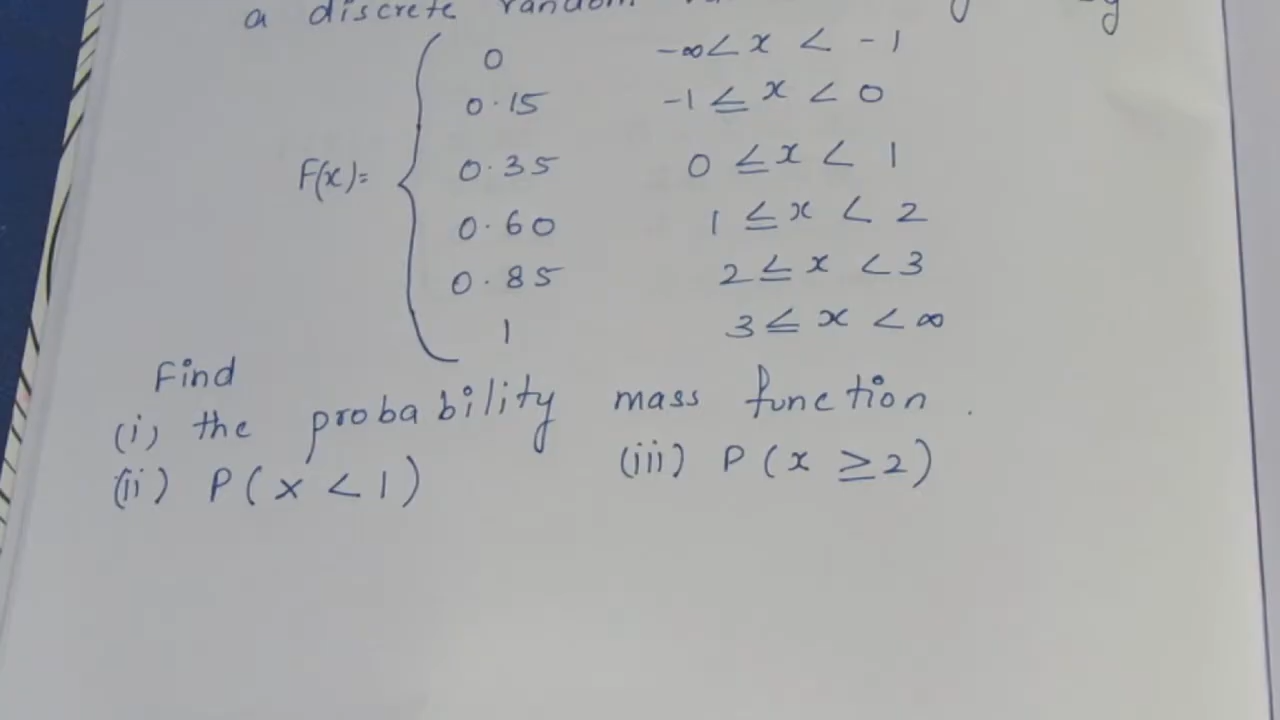 a discrete random
0 -∞ < x < -1
0.15 -1 ≤ x < 0
F(x)= 0.35 0 ≤ x < 1
0.60 1 ≤ x < 2
0.85 2 ≤ x < 3
1 3 ≤ x < ∞
Find
(i) the probability mass function.
(ii) P(x < 1) (iii) P(x ≥ 2)